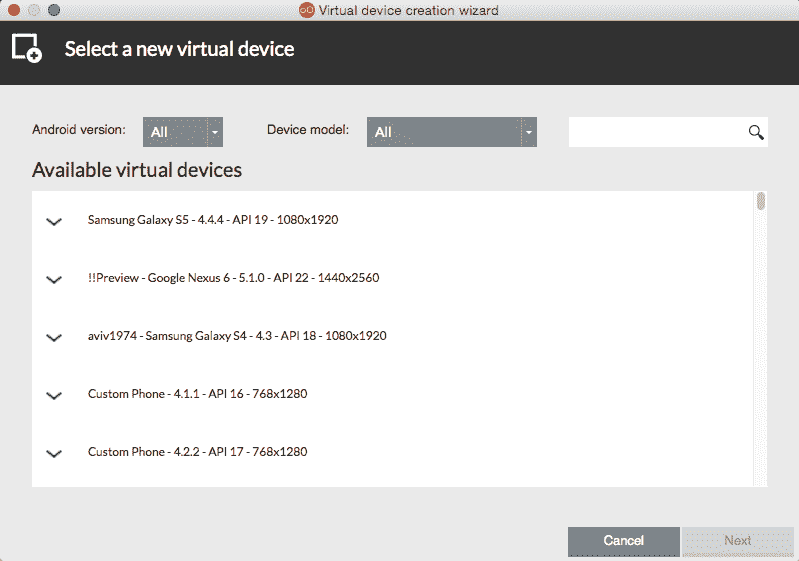 Virtual device creation wizard
Select a new virtual device
Android version: All Device model: All
Available virtual devices
Samsung Galaxy S5 - 4.4.4 - API 19 - 1080x1920
!!Preview - Google Nexus 6 - 5.1.0 - API 22 - 1440x2560
aviv1974 - Samsung Galaxy S4 - 4.3 - API 18 - 1080x1920
Custom Phone - 4.1.1 - API 16 - 768x1280
Custom Phone - 4.2.2 - API 17 - 768x1280
Cancel Next